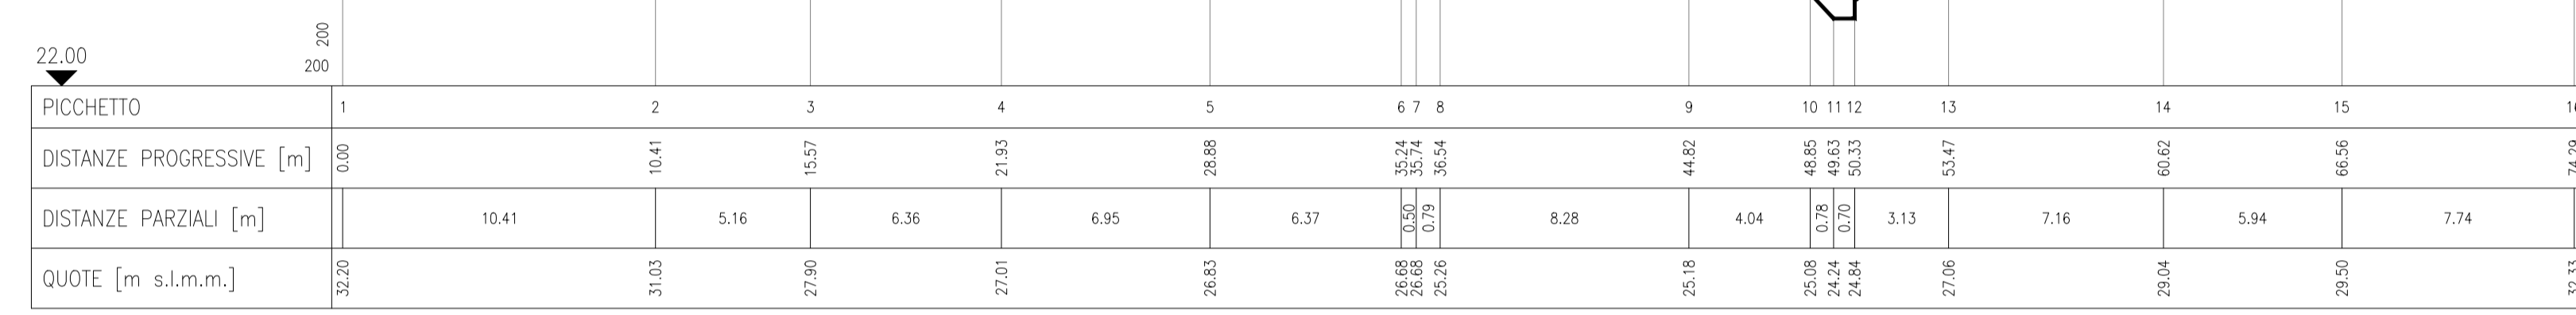 200
22.00
200
PICCHETTO 1 2 3 4 5 6 7 8 9 10 11 12 13 14 15
DISTANZE PROGRESSIVE [m] 0.00 10.41 15.57 21.93 28.88 35.24 35.74 36.54 44.82 48.85 49.63 50.33 53.47 60.62 66.56 74.29
DISTANZE PARZIALI [m] 10.41 5.16 6.36 6.95 6.37 0.50 0.79 8.28 4.04 0.78 0.70 3.13 7.16 5.94 7.74
QUOTE [m s.l.m.m.] 32.20 31.03 27.90 27.01 26.83 26.68 26.68 25.26 25.18 25.08 24.24 24.84 27.06 29.04 29.50 32.33